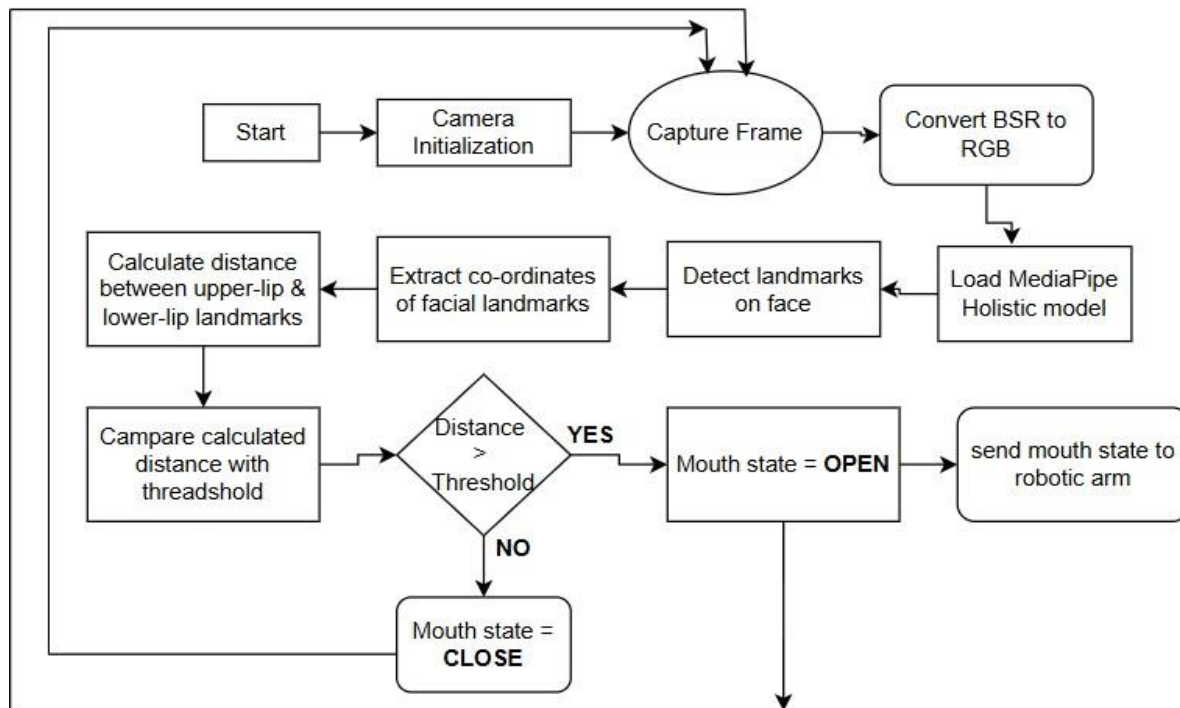 Start
Camera
Initialization
Capture Frame
Convert BSR to
RGB
Load MediaPipe
Holistic model
Detect landmarks
on face
Extract co-ordinates
of facial landmarks
Calculate distance
between upper-lip &
lower-lip landmarks
Campare calculated
distance with
threadshold
Distance
>
Threshold
YES
Mouth state = OPEN
send mouth state to
robotic arm
NO
Mouth state =
CLOSE